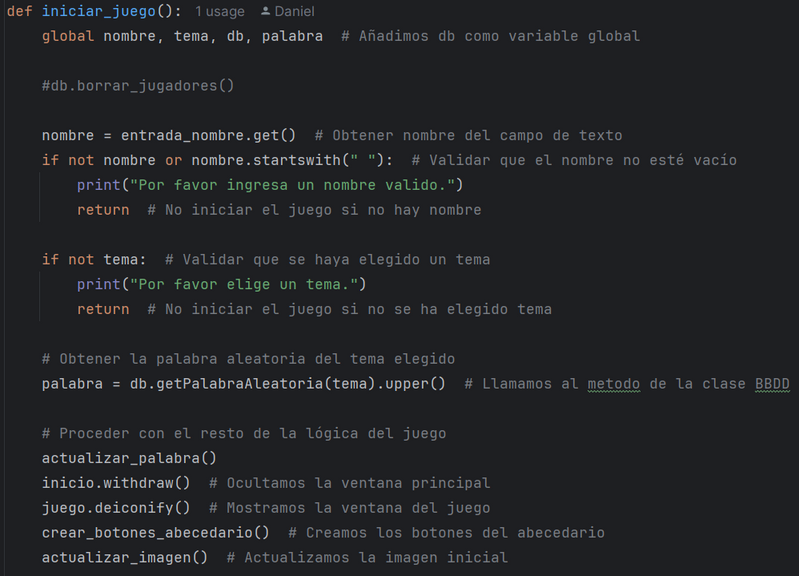 def iniciar_juego(): 1 usage Daniel
    global nombre, tema, db, palabra  # Añadimos db como variable global
    #db.borrar_jugadores()
    nombre = entrada_nombre.get()  # Obtener nombre del campo de texto
    if not nombre or nombre.startswith(" "):  # Validar que el nombre no esté vacío
        print("Por favor ingresa un nombre valido.")
        return  # No iniciar el juego si no hay nombre
    if not tema:  # Validar que se haya elegido un tema
        print("Por favor elige un tema.")
        return  # No iniciar el juego si no se ha elegido tema
    # Obtener la palabra aleatoria del tema elegido
    palabra = db.getPalabraAleatoria(tema).upper()  # Llamamos al metodo de la clase BBDD
    # Proceder con el resto de la lógica del juego
    actualizar_palabra()
    inicio.withdraw()  # Ocultamos la ventana principal
    juego.deiconify()  # Mostramos la ventana del juego
    crear_botones_abecedario()  # Creamos los botones del abecedario
    actualizar_imagen()  # Actualizamos la imagen inicial